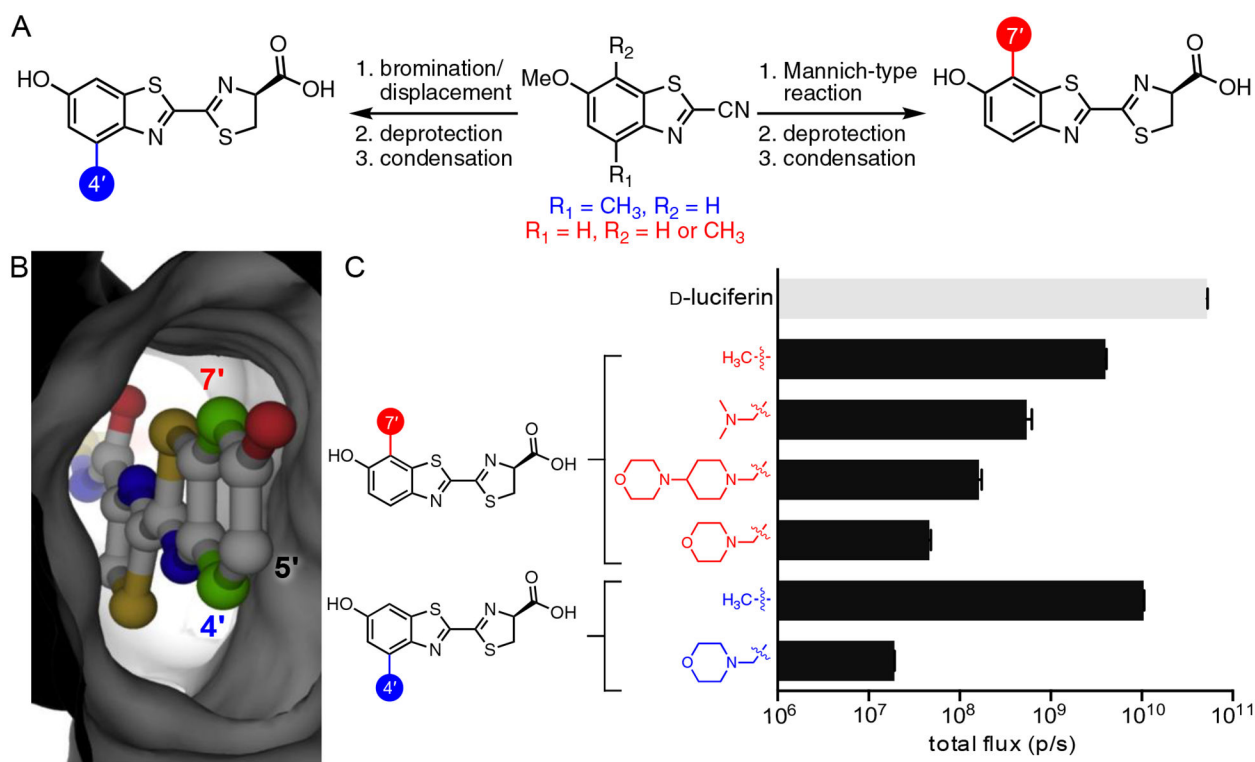 A
HO
S
N
N
S
O
OH
4′
1. bromination/
displacement
2. deprotection
3. condensation
R2
MeO
S
N
CN
R1
R1 = CH3, R2 = H
R1 = H, R2 = H or CH3
1. Mannich-type
reaction
2. deprotection
3. condensation
7′
HO
S
N
N
S
O
OH
B
7'
5'
4'
C
7′
HO
S
N
N
S
O
OH
HO
S
N
N
S
O
OH
4′
D-luciferin
H3C
N
O N N
O N
H3C
O N
10^6 10^7 10^8 10^9 10^10 10^11
total flux (p/s)